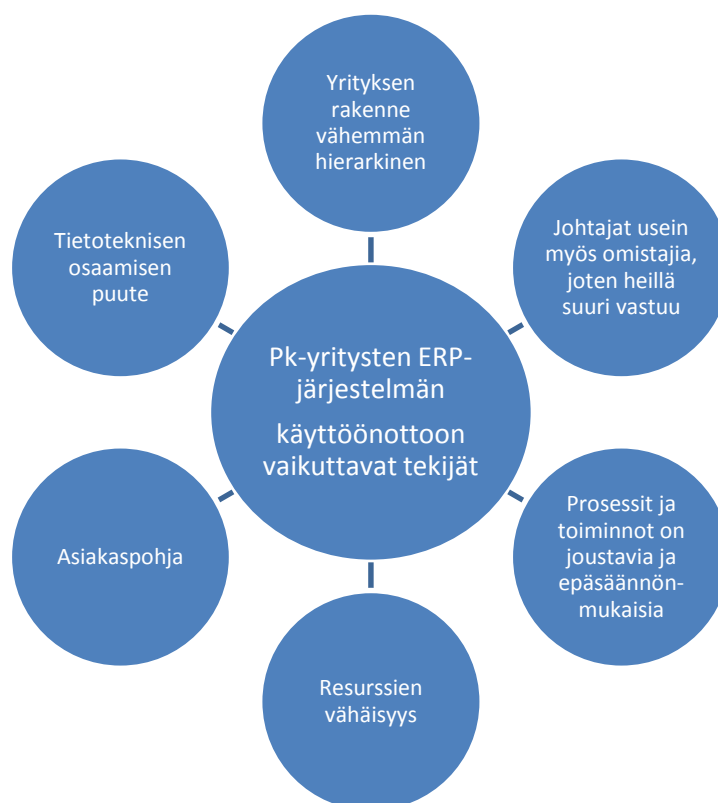 Yrityksen
rakenne
vähemmän
hierarkinen
Johtajat usein
myös omistajia,
joten heillä
suuri vastuu
Prosessit ja
toiminnot on
joustavia ja
epäsäännön-
mukaisia
Resurssien
vähäisyys
Asiakaspohja
Tietoteknisen
osaamisen
puute
Pk-yritysten ERP-
järjestelmän
käyttöönottoon
vaikuttavat tekijät